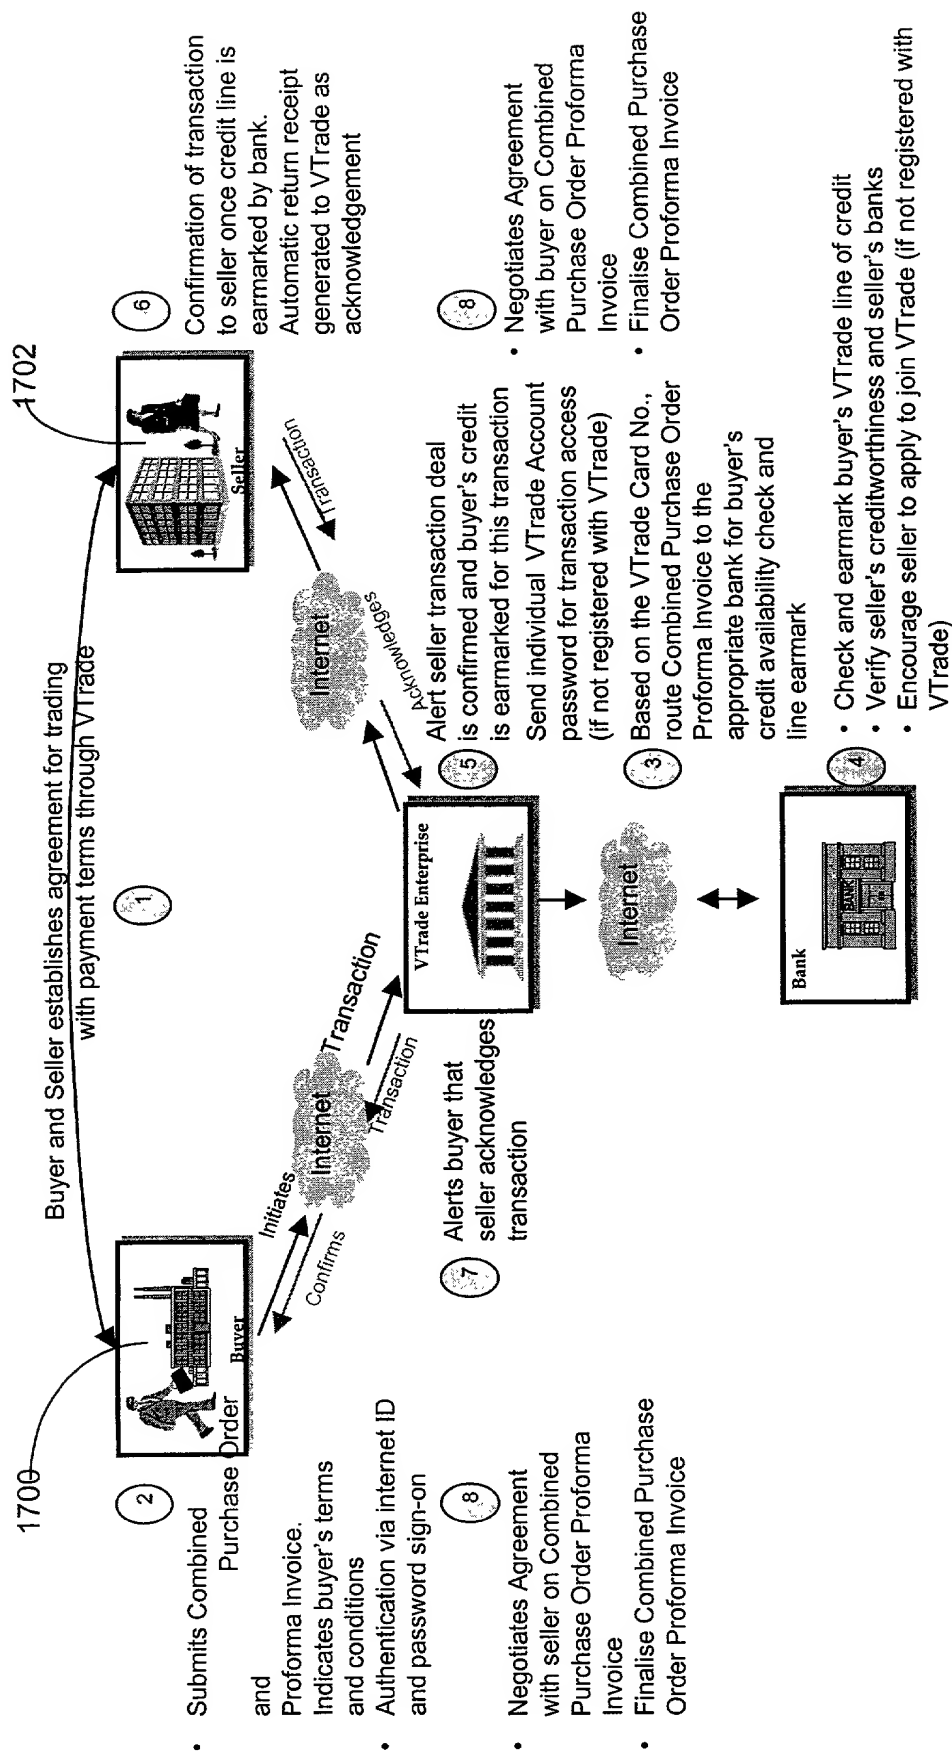 1700
1702
Buyer and Seller establishes agreement for trading
with payment terms through VTrade
1
2
• Submits Combined
Purchase Order
and
Proforma Invoice.
Indicates buyer's terms
and conditions
• Authentication via internet ID
and password sign-on
8
• Negotiates Agreement
with seller on Combined
Purchase Order Proforma
Invoice
• Finalise Combined Purchase
Order Proforma Invoice
Buyer
Initiates
Confirms
Internet
Transaction
Transaction
7
Alerts buyer that
seller acknowledges
transaction
VTrade Enterprise
Internet
Bank
BANK
Seller
Transaction
Internet
Acknowledges
5
Alert seller transaction deal
is confirmed and buyer's credit
is earmarked for this transaction
Send individual VTrade Account
password for transaction access
(if not registered with VTrade)
3
Based on the VTrade Card No.,
route Combined Purchase Order
Proforma Invoice to the
appropriate bank for buyer's
credit availability check and
line earmark
4
• Check and earmark buyer's VTrade line of credit
• Verify seller's creditworthiness and seller's banks
• Encourage seller to apply to join VTrade (if not registered with
VTrade)
6
Confirmation of transaction
to seller once credit line is
earmarked by bank.
Automatic return receipt
generated to VTrade as
acknowledgement
8
• Negotiates Agreement
with buyer on Combined
Purchase Order Proforma
Invoice
• Finalise Combined Purchase
Order Proforma Invoice